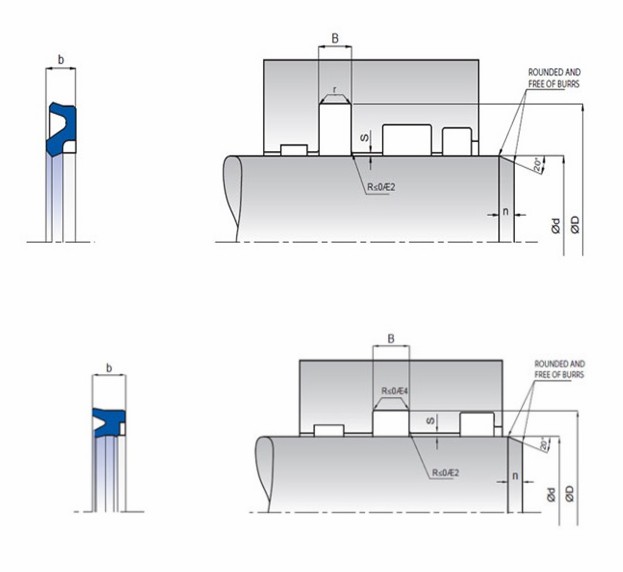 b
B
ROUNDED AND
FREE OF BURRS
r
S
20°
R≤0Æ2
n
Ød
ØD
b
B
ROUNDED AND
FREE OF BURRS
R≤0Æ4
S
20°
R≤0Æ2
n
Ød
ØD